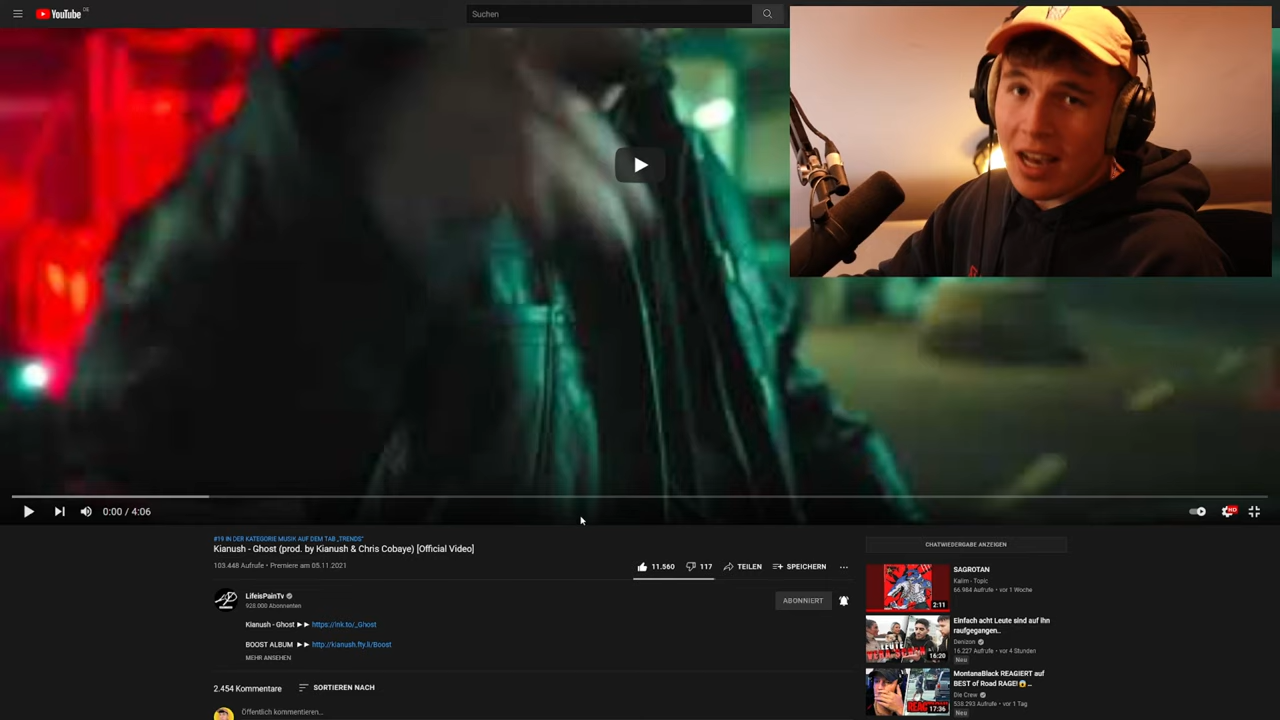 YouTube DE
Suchen
0:00 / 4:06
HD
#19 IN DER KATEGORIE MUSIK AUF DEM TAB „TRENDS“
Kianush - Ghost (prod. by Kianush & Chris Cobaye) [Official Video]
103.448 Aufrufe • Premiere am 05.11.2021
11.560
117
TEILEN
SPEICHERN
LifeisPainTv
928.000 Abonnenten
ABONNIERT
Kianush - Ghost ►► https://lnk.to/_Ghost
BOOST ALBUM ►► http://kianush.fty.li/Boost
MEHR ANSEHEN
2.454 Kommentare
SORTIEREN NACH
Öffentlich kommentieren...
CHATWIEDERGABE ANZEIGEN
2:11
SAGROTAN
Kalim - Topic
66.984 Aufrufe • vor 1 Woche
LEUTE
16:20
Einfach acht Leute sind auf ihn
raufgegangen..
Denizon
16.227 Aufrufe • vor 4 Stunden
Neu
17:36
MontanaBlack REAGIERT auf
BEST of Road RAGE! 😱 ...
Die Crew
538.293 Aufrufe • vor 1 Tag
Neu